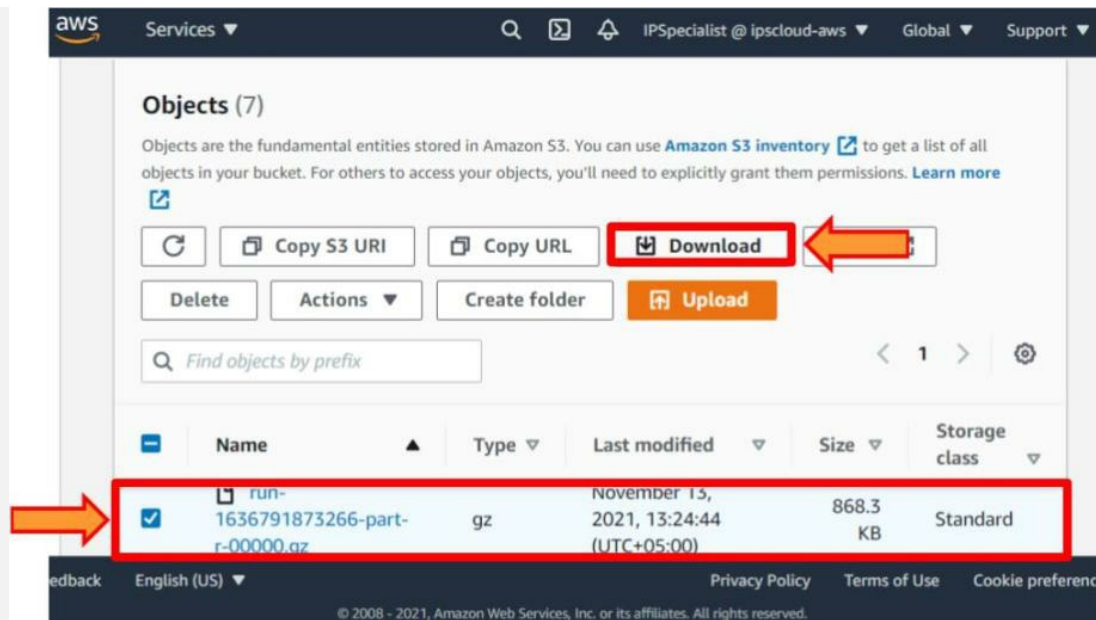 aws Services ▼ IPSpecialist @ ipscloud-aws ▼ Global ▼ Support ▼
Objects (7)
Objects are the fundamental entities stored in Amazon S3. You can use Amazon S3 inventory to get a list of all
objects in your bucket. For others to access your objects, you'll need to explicitly grant them permissions. Learn more
Copy S3 URI Copy URL Download
Delete Actions ▼ Create folder Upload
Find objects by prefix < 1 >
Name ▲ Type ▽ Last modified ▽ Size ▽ Storage class ▽
run-
1636791873266-part-
r-00000.gz
gz
November 13,
2021, 13:24:44
(UTC+05:00)
868.3
KB
Standard
edback English (US) ▼ Privacy Policy Terms of Use Cookie preferenc
© 2008 - 2021, Amazon Web Services, Inc. or its affiliates. All rights reserved.